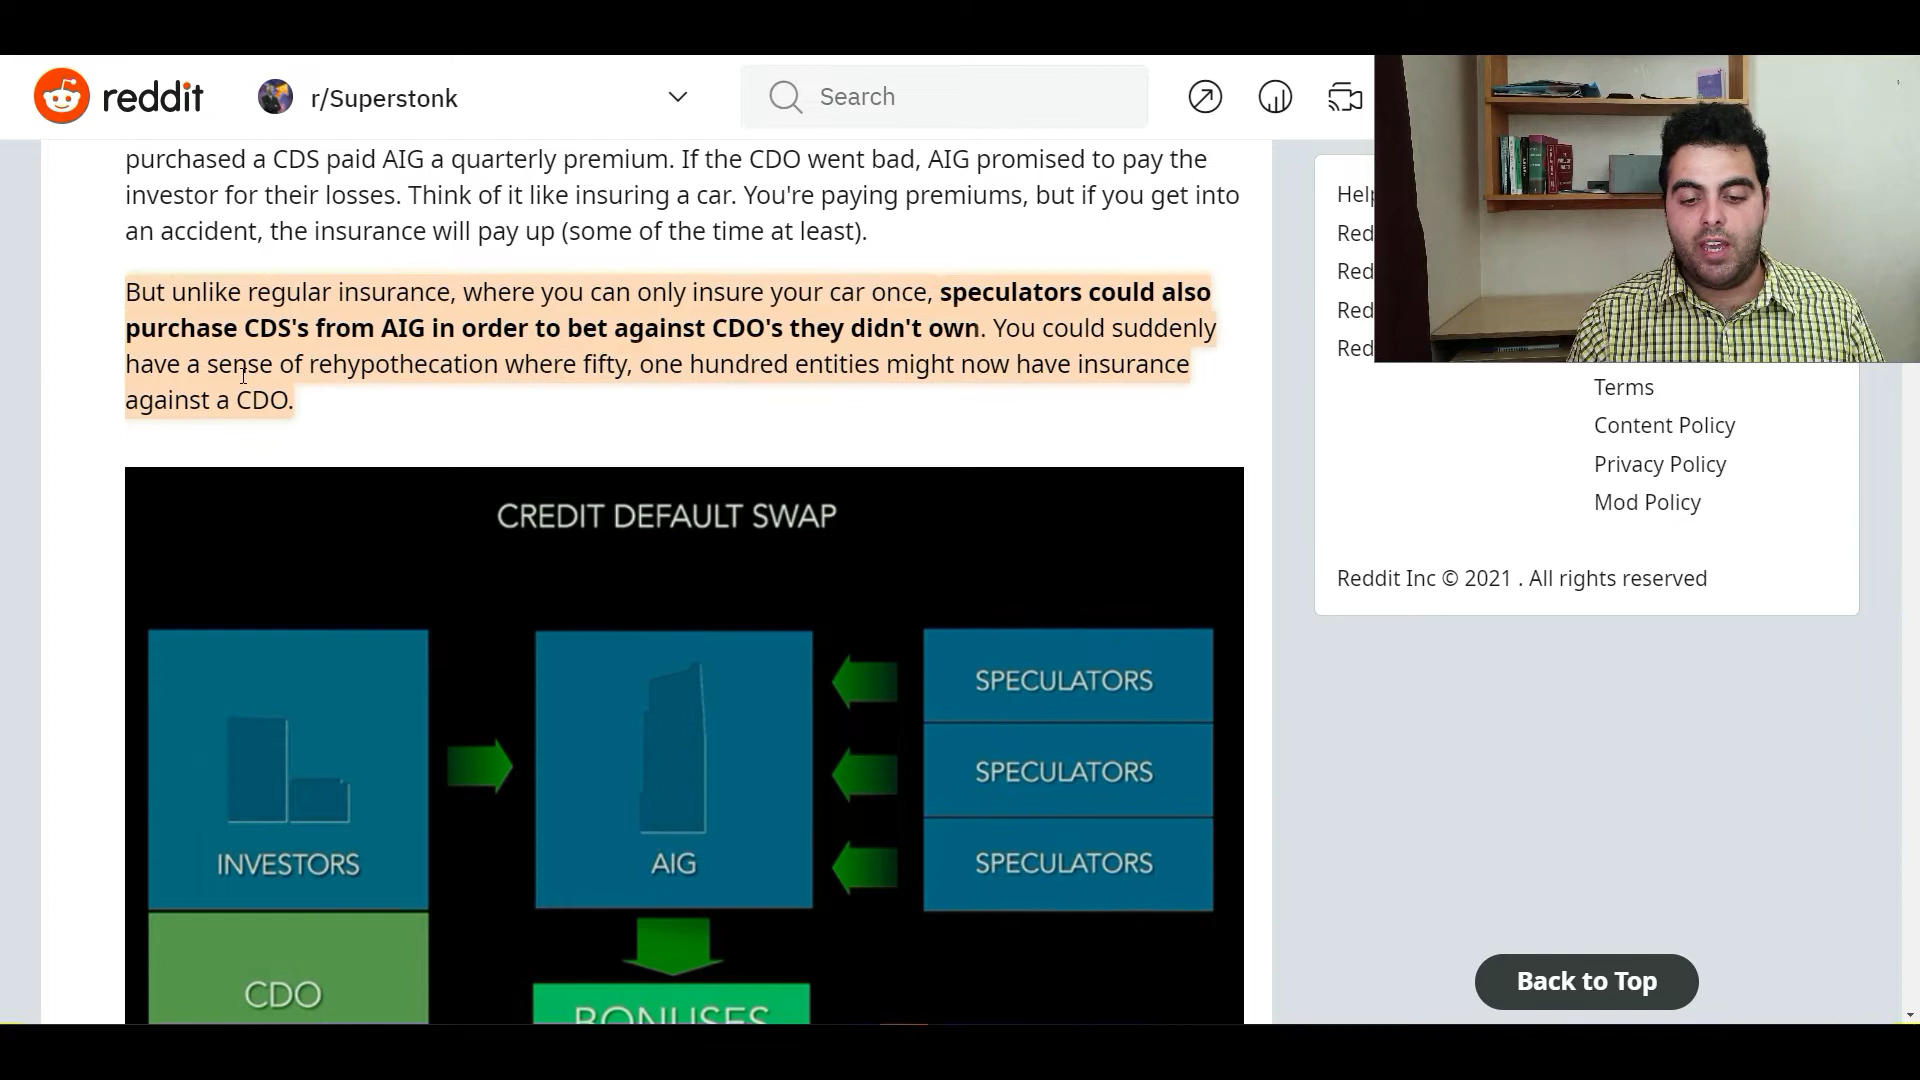 reddit
r/Superstonk
Search
purchased a CDS paid AIG a quarterly premium. If the CDO went bad, AIG promised to pay the
investor for their losses. Think of it like insuring a car. You're paying premiums, but if you get into
an accident, the insurance will pay up (some of the time at least).
But unlike regular insurance, where you can only insure your car once, speculators could also
purchase CDS's from AIG in order to bet against CDO's they didn't own. You could suddenly
have a sense of rehypothecation where fifty, one hundred entities might now have insurance
against a CDO.
CREDIT DEFAULT SWAP
INVESTORS
CDO
AIG
BONUSES
SPECULATORS
SPECULATORS
SPECULATORS
Help
Red
Red
Red
Red
Terms
Content Policy
Privacy Policy
Mod Policy
Reddit Inc © 2021 . All rights reserved
Back to Top